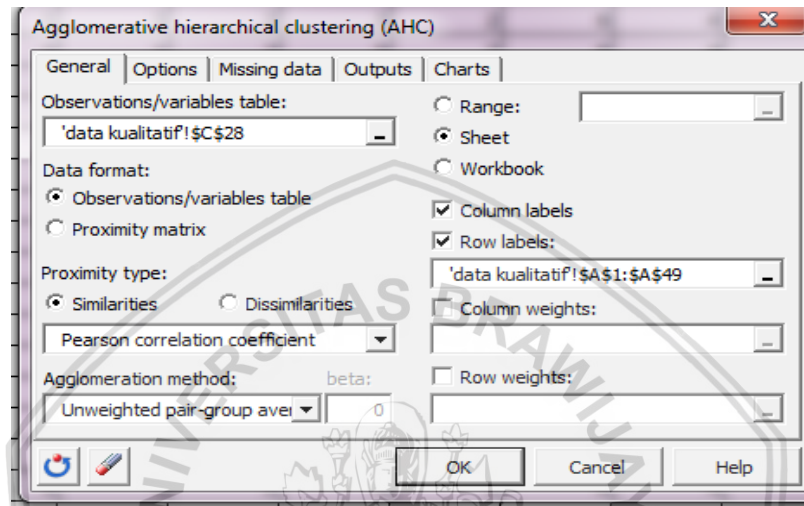 Agglomerative hierarchical clustering (AHC)
General Options Missing data Outputs Charts
Observations/variables table:
'data kualitatif'!$C$28
Data format:
Observations/variables table
Proximity matrix
Proximity type:
Similarities Dissimilarities
Pearson correlation coefficient
Agglomeration method: beta:
Unweighted pair-group aver 0
Range:
Sheet
Workbook
Column labels
Row labels:
'data kualitatif'!$A$1:$A$49
Column weights:
Row weights:
OK Cancel Help
UNIVERSITAS BRAWIJAY